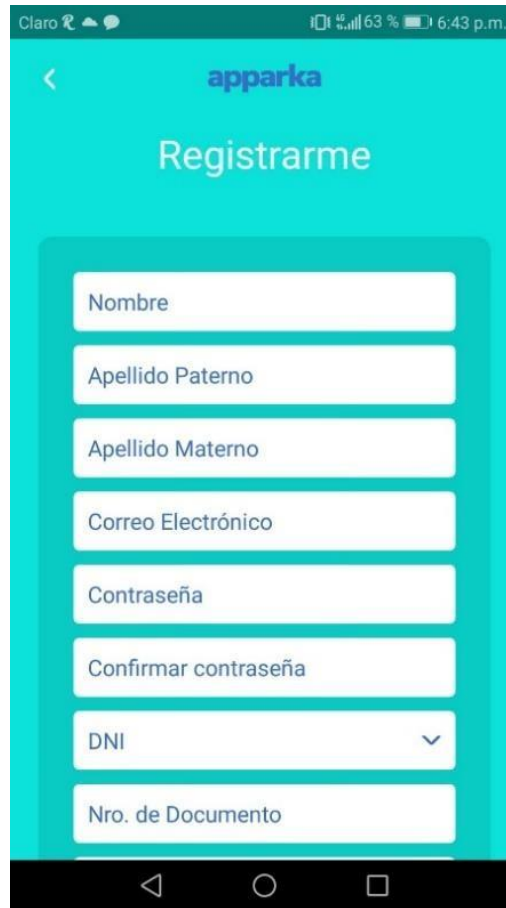 Claro 63 % 6:43 p.m.
apparka
Registrarme
Nombre
Apellido Paterno
Apellido Materno
Correo Electrónico
Contraseña
Confirmar contraseña
DNI
Nro. de Documento